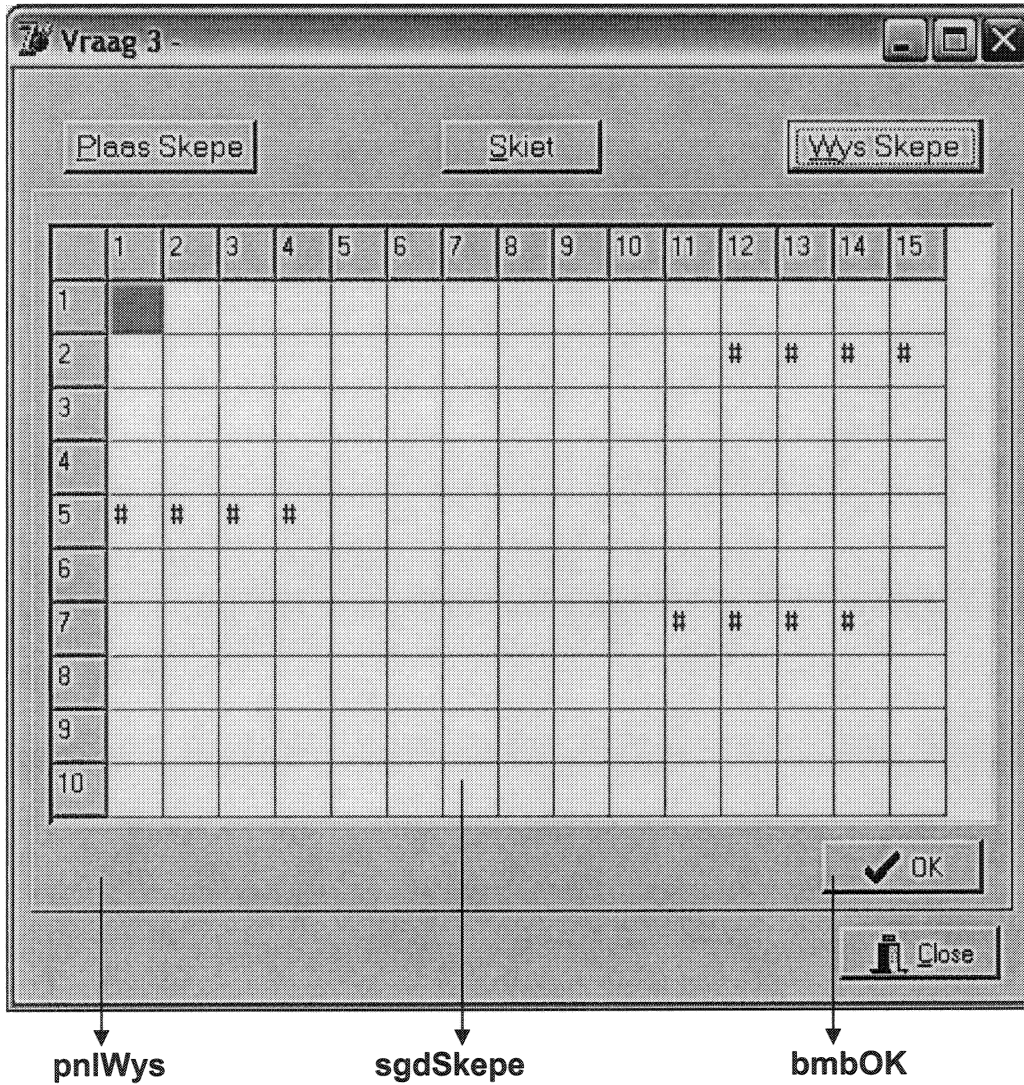 Vraag 3 -
Plaas Skepe Skiet Wys Skepe
1 2 3 4 5 6 7 8 9 10 11 12 13 14 15
1
2 # # # #
3
4
5 # # # #
6
7 # # # #
8
9
10
OK
Close
pnlWys sgdSkepe bmbOK